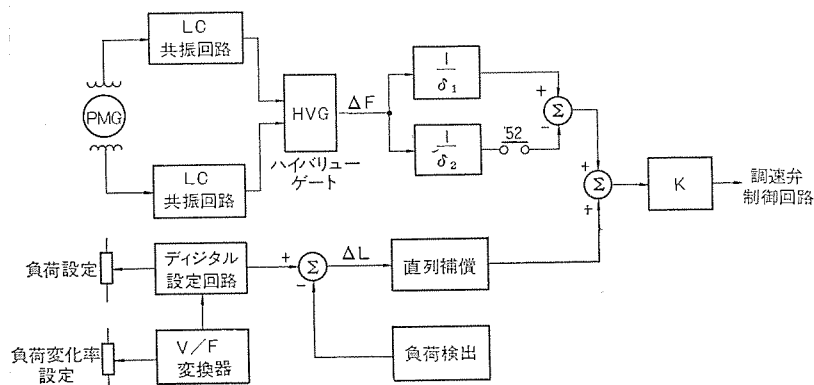 LC
共振回路
PMG
HVG
ハイバリュー
ゲート
ΔF
1
δ1
1
δ2
52
+
−
Σ
LC
共振回路
+
Σ
+
K
調速弁
制御回路
負荷設定
ディジタル
設定回路
+
Σ
−
ΔL
直列補償
負荷変化率
設定
V/F
変換器
負荷検出